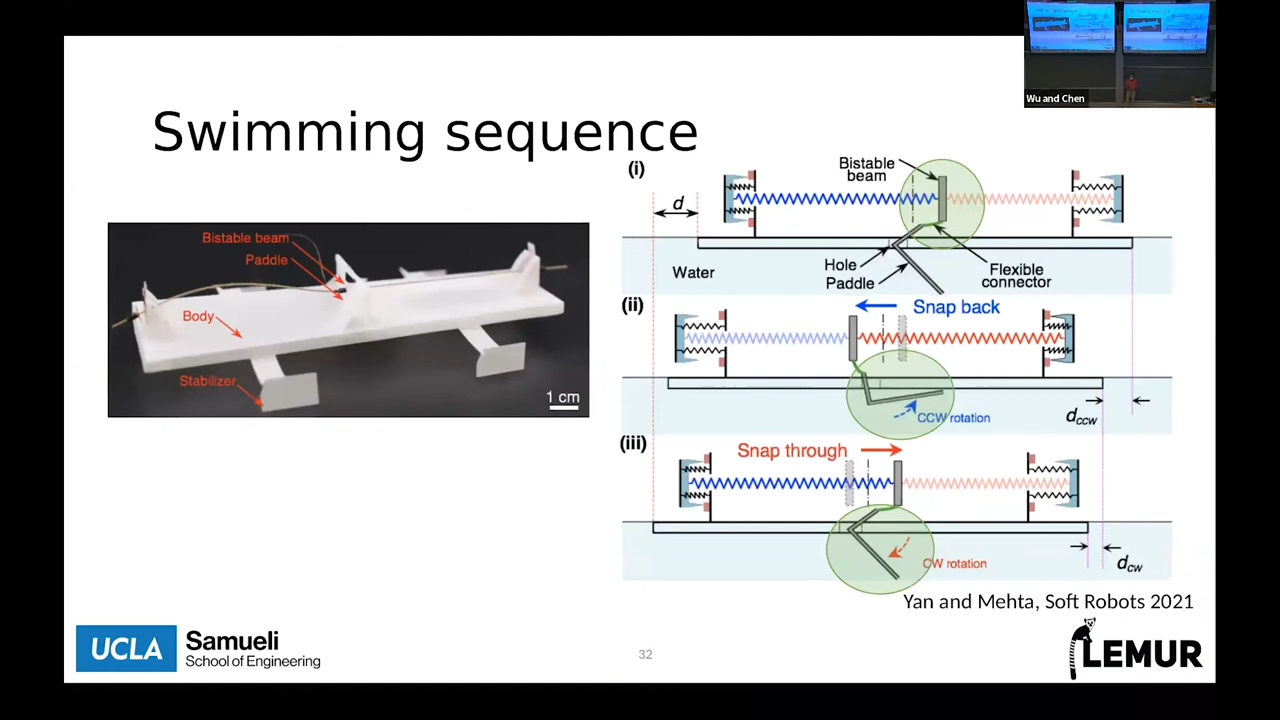 Wu and Chen
Swimming sequence
Bistable beam
Paddle
Body
Stabilizer
1 cm
(i)
d
Bistable
beam
Water
Hole
Paddle
Flexible
connector
(ii)
Snap back
CCW rotation
dCCW
(iii)
Snap through
CW rotation
dCW
Yan and Mehta, Soft Robots 2021
UCLA
Samueli
School of Engineering
32
LEMUR